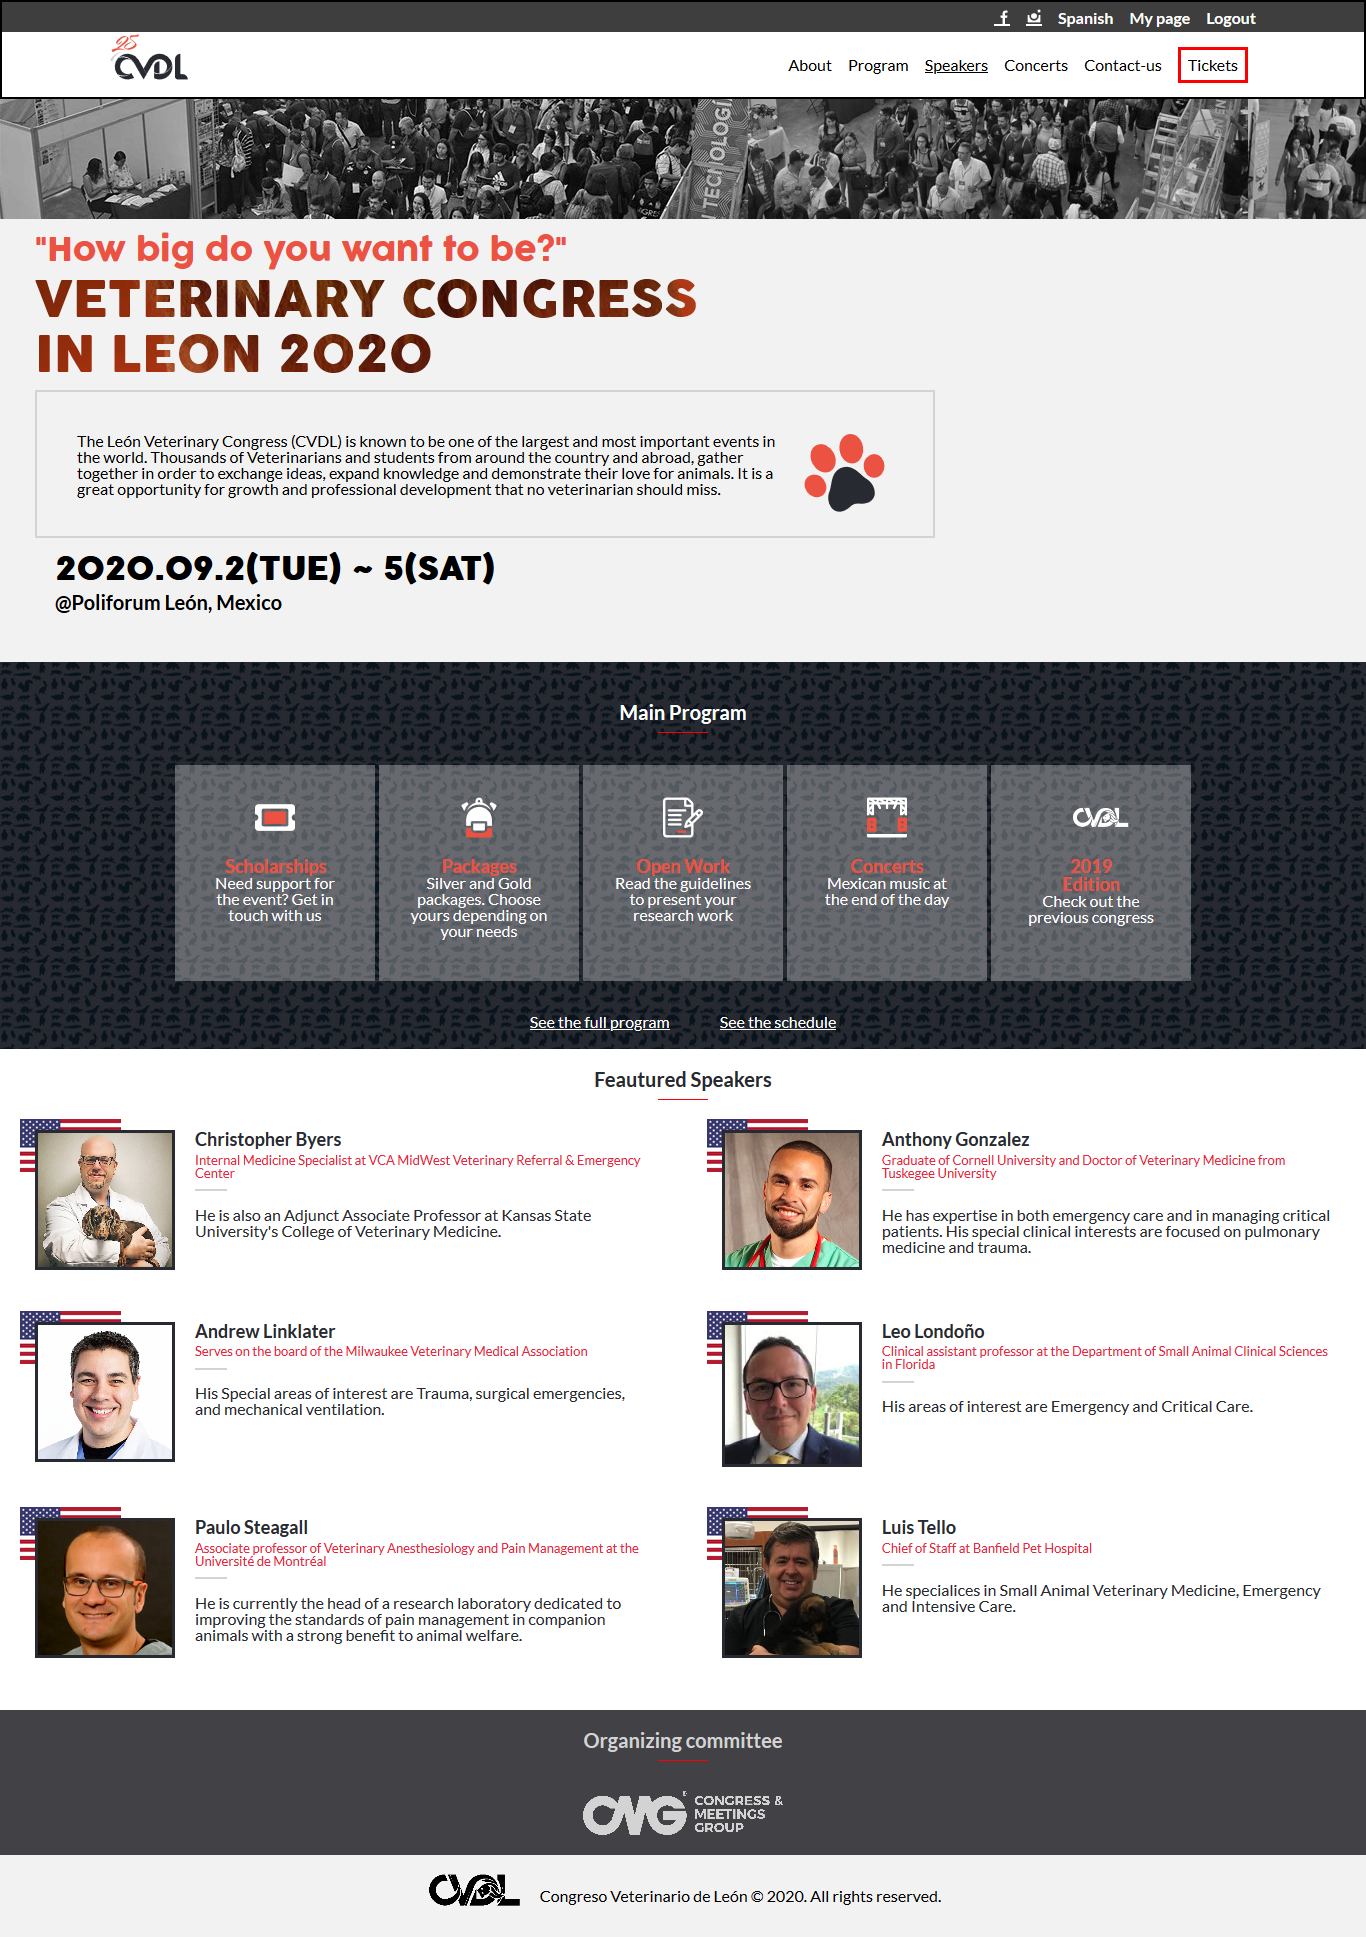 Spanish My page Logout
25
CVDL
About Program Speakers Concerts Contact-us Tickets
TECNOLOGI
"How big do you want to be?"
VETERINARY CONGRESS
IN LEON 2020
The León Veterinary Congress (CVDL) is known to be one of the largest and most important events in
the world. Thousands of Veterinarians and students from around the country and abroad, gather
together in order to exchange ideas, expand knowledge and demonstrate their love for animals. It is a
great opportunity for growth and professional development that no veterinarian should miss.
2020.09.2(TUE) ~ 5(SAT)
@Poliforum León, Mexico
Main Program
Scholarships
Need support for
the event? Get in
touch with us
Packages
Silver and Gold
packages. Choose
yours depending on
your needs
Open Work
Read the guidelines
to present your
research work
Concerts
Mexican music at
the end of the day
CVDL
2019
Edition
Check out the
previous congress
See the full program See the schedule
Feautured Speakers
Christopher Byers
Internal Medicine Specialist at VCA MidWest Veterinary Referral & Emergency
Center
He is also an Adjunct Associate Professor at Kansas State
University's College of Veterinary Medicine.
Anthony Gonzalez
Graduate of Cornell University and Doctor of Veterinary Medicine from
Tuskegee University
He has expertise in both emergency care and in managing critical
patients. His special clinical interests are focused on pulmonary
medicine and trauma.
Andrew Linklater
Serves on the board of the Milwaukee Veterinary Medical Association
His Special areas of interest are Trauma, surgical emergencies,
and mechanical ventilation.
Leo Londoño
Clinical assistant professor at the Department of Small Animal Clinical Sciences
in Florida
His areas of interest are Emergency and Critical Care.
Paulo Steagall
Associate professor of Veterinary Anesthesiology and Pain Management at the
Université de Montréal
He is currently the head of a research laboratory dedicated to
improving the standards of pain management in companion
animals with a strong benefit to animal welfare.
Luis Tello
Chief of Staff at Banfield Pet Hospital
He specialices in Small Animal Veterinary Medicine, Emergency
and Intensive Care.
Organizing committee
CMG CONGRESS &
MEETINGS
GROUP
CVDL Congreso Veterinario de León © 2020. All rights reserved.